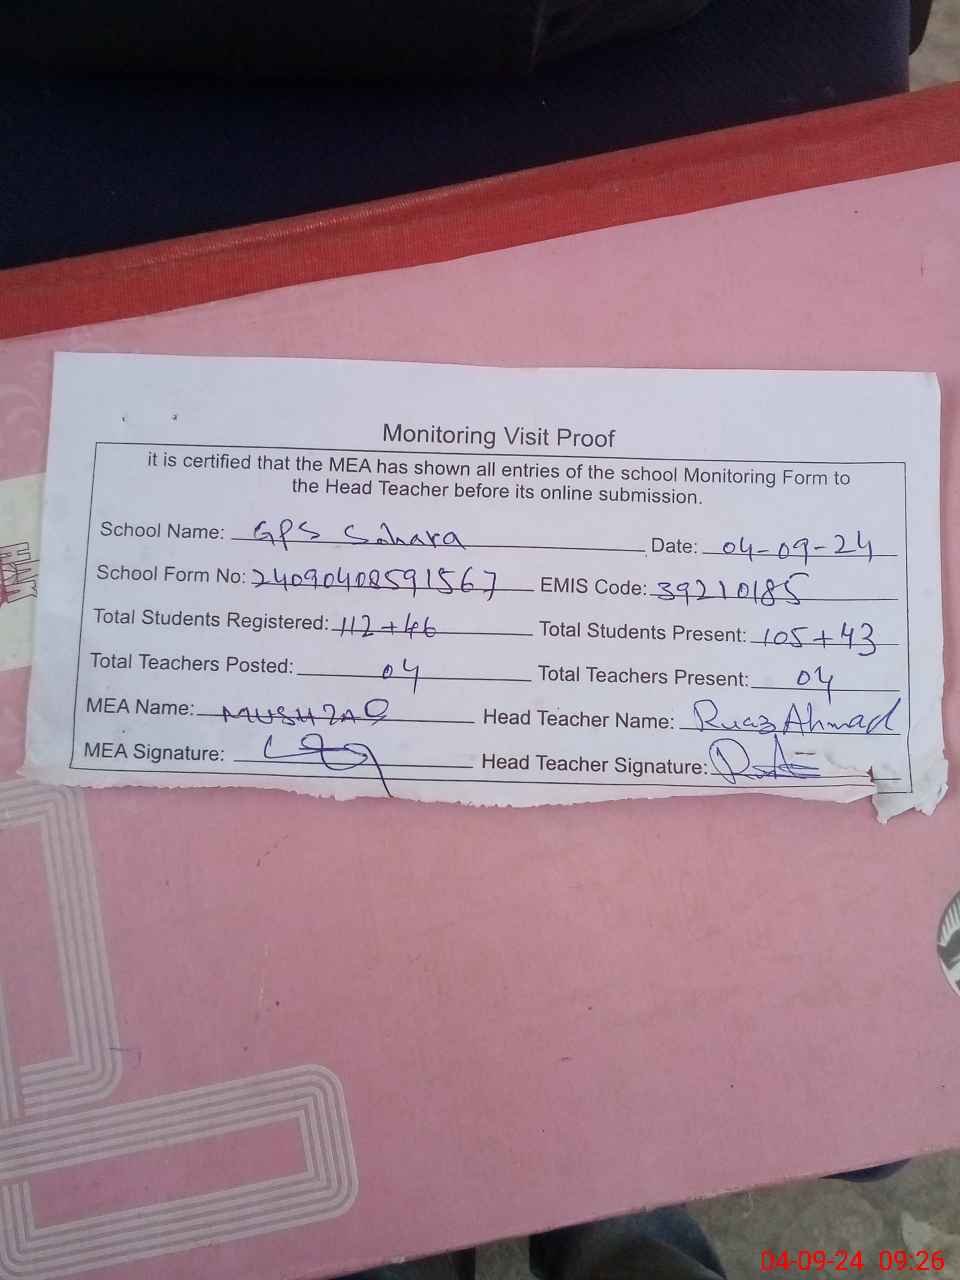 Monitoring Visit Proof
it is certified that the MEA has shown all entries of the school Monitoring Form to
the Head Teacher before its online submission.
School Name: GPS Sahara Date: 04-09-24
School Form No: 24090408591567 EMIS Code: 39210185
Total Students Registered: 112+46 Total Students Present: 105+43
Total Teachers Posted: 04 Total Teachers Present: 04
MEA Name: MUSHTAQ Head Teacher Name: Ahmad
MEA Signature: Head Teacher Signature:
04-09-24 09:26